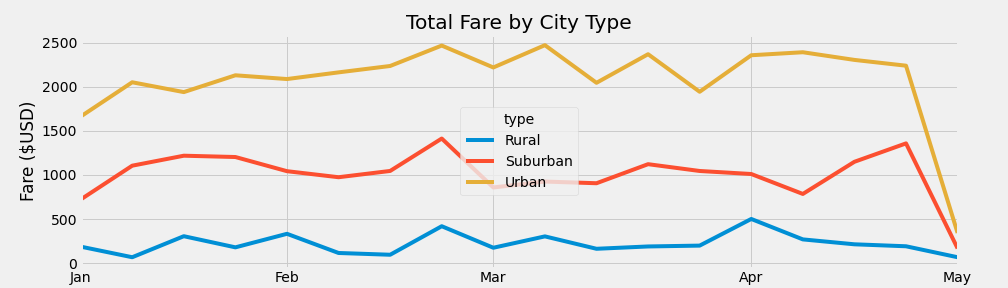 Total Fare by City Type
Fare ($USD)
2500
2000
1500
1000
500
0
type
Rural
Suburban
Urban
Jan
Feb
Mar
Apr
May